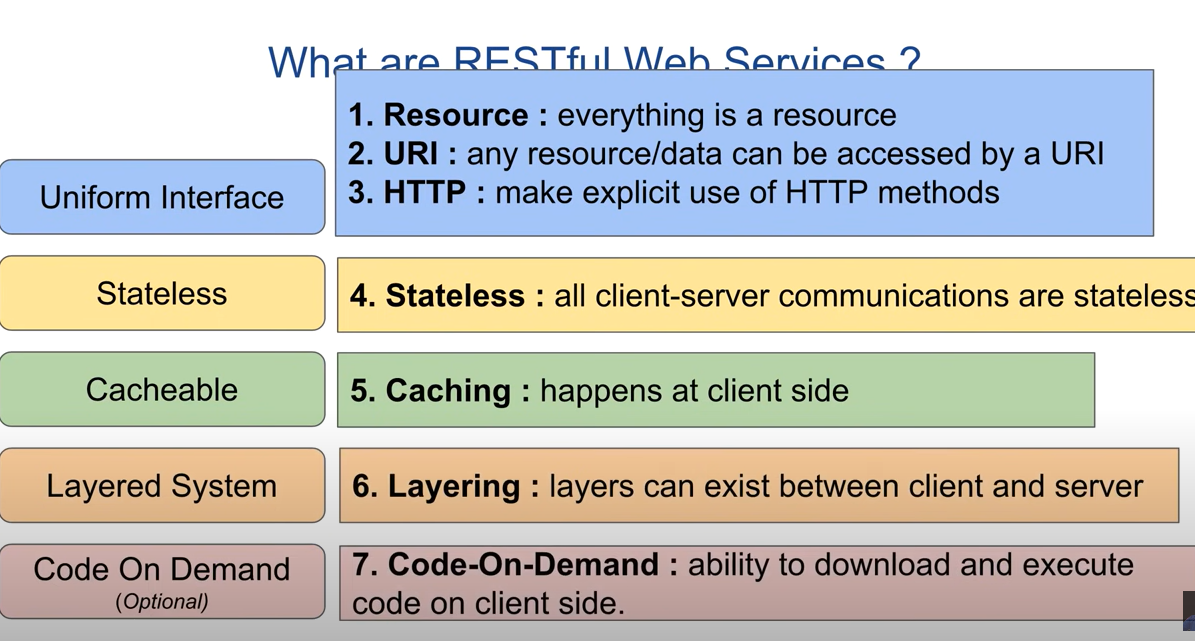 What are RESTful Web Services ?
1. Resource : everything is a resource
2. URI : any resource/data can be accessed by a URI
3. HTTP : make explicit use of HTTP methods
Uniform Interface
Stateless
4. Stateless : all client-server communications are stateless
Cacheable
5. Caching : happens at client side
Layered System
6. Layering : layers can exist between client and server
Code On Demand
(Optional)
7. Code-On-Demand : ability to download and execute
code on client side.